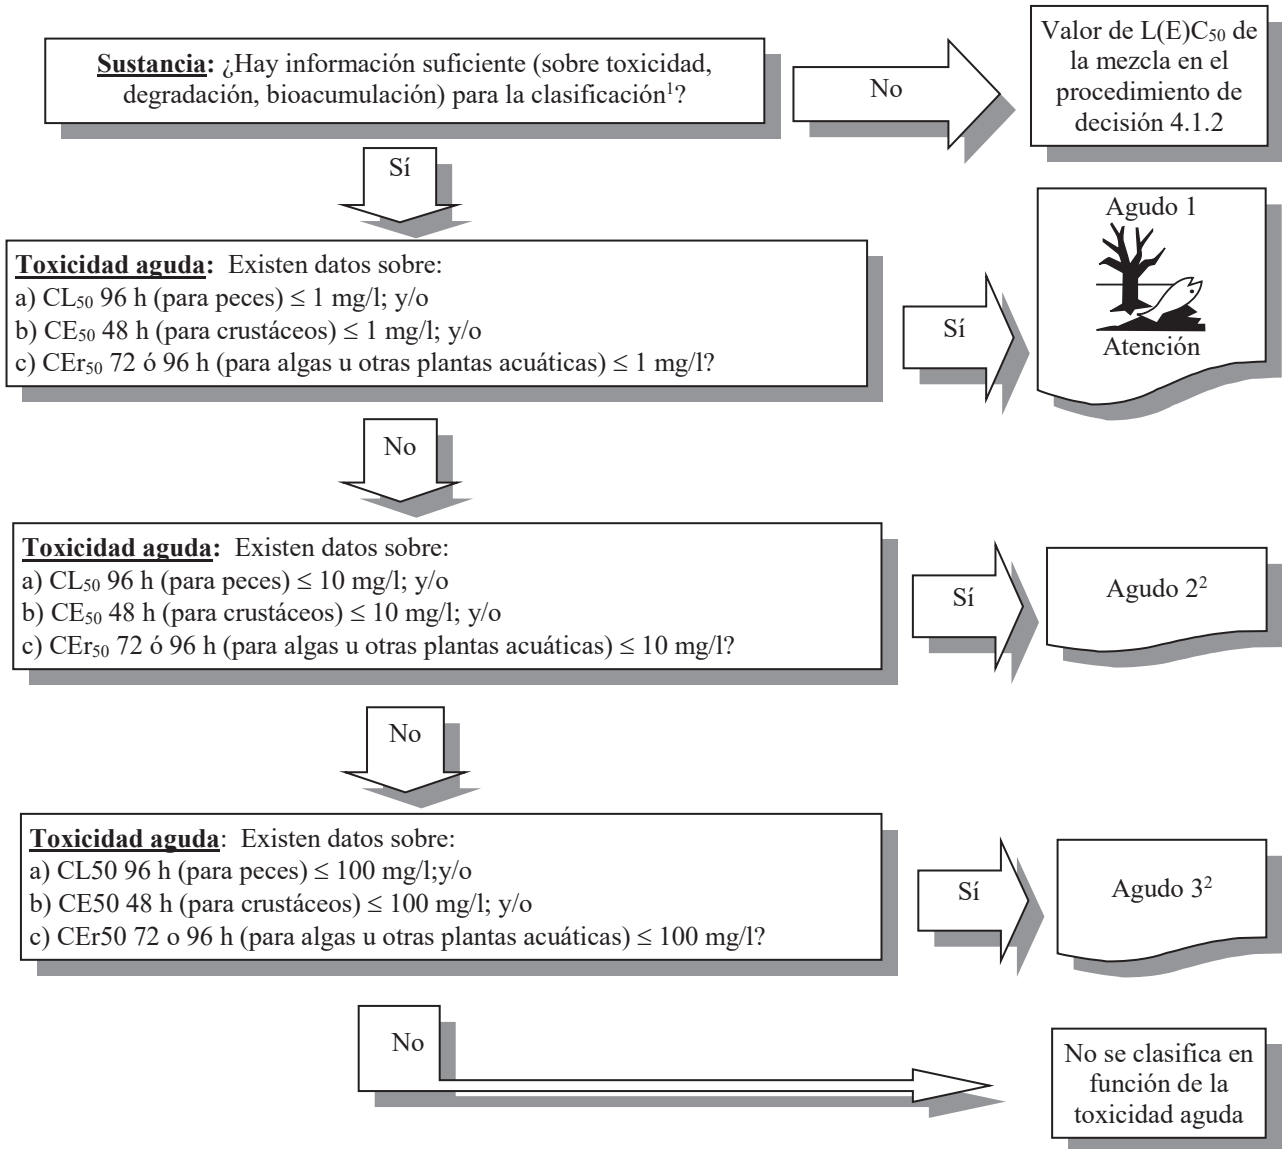 Sustancia: ¿Hay información suficiente (sobre toxicidad,
degradación, bioacumulación) para la clasificación¹?
No
Valor de L(E)C₅₀ de
la mezcla en el
procedimiento de
decisión 4.1.2
Sí
Toxicidad aguda: Existen datos sobre:
a) CL₅₀ 96 h (para peces) ≤ 1 mg/l; y/o
b) CE₅₀ 48 h (para crustáceos) ≤ 1 mg/l; y/o
c) CEr₅₀ 72 ó 96 h (para algas u otras plantas acuáticas) ≤ 1 mg/l?
Sí
Agudo 1
Atención
No
Toxicidad aguda: Existen datos sobre:
a) CL₅₀ 96 h (para peces) ≤ 10 mg/l; y/o
b) CE₅₀ 48 h (para crustáceos) ≤ 10 mg/l; y/o
c) CEr₅₀ 72 ó 96 h (para algas u otras plantas acuáticas) ≤ 10 mg/l?
Sí
Agudo 2²
No
Toxicidad aguda: Existen datos sobre:
a) CL50 96 h (para peces) ≤ 100 mg/l;y/o
b) CE50 48 h (para crustáceos) ≤ 100 mg/l; y/o
c) CEr50 72 o 96 h (para algas u otras plantas acuáticas) ≤ 100 mg/l?
Sí
Agudo 3²
No
No se clasifica en
función de la
toxicidad aguda